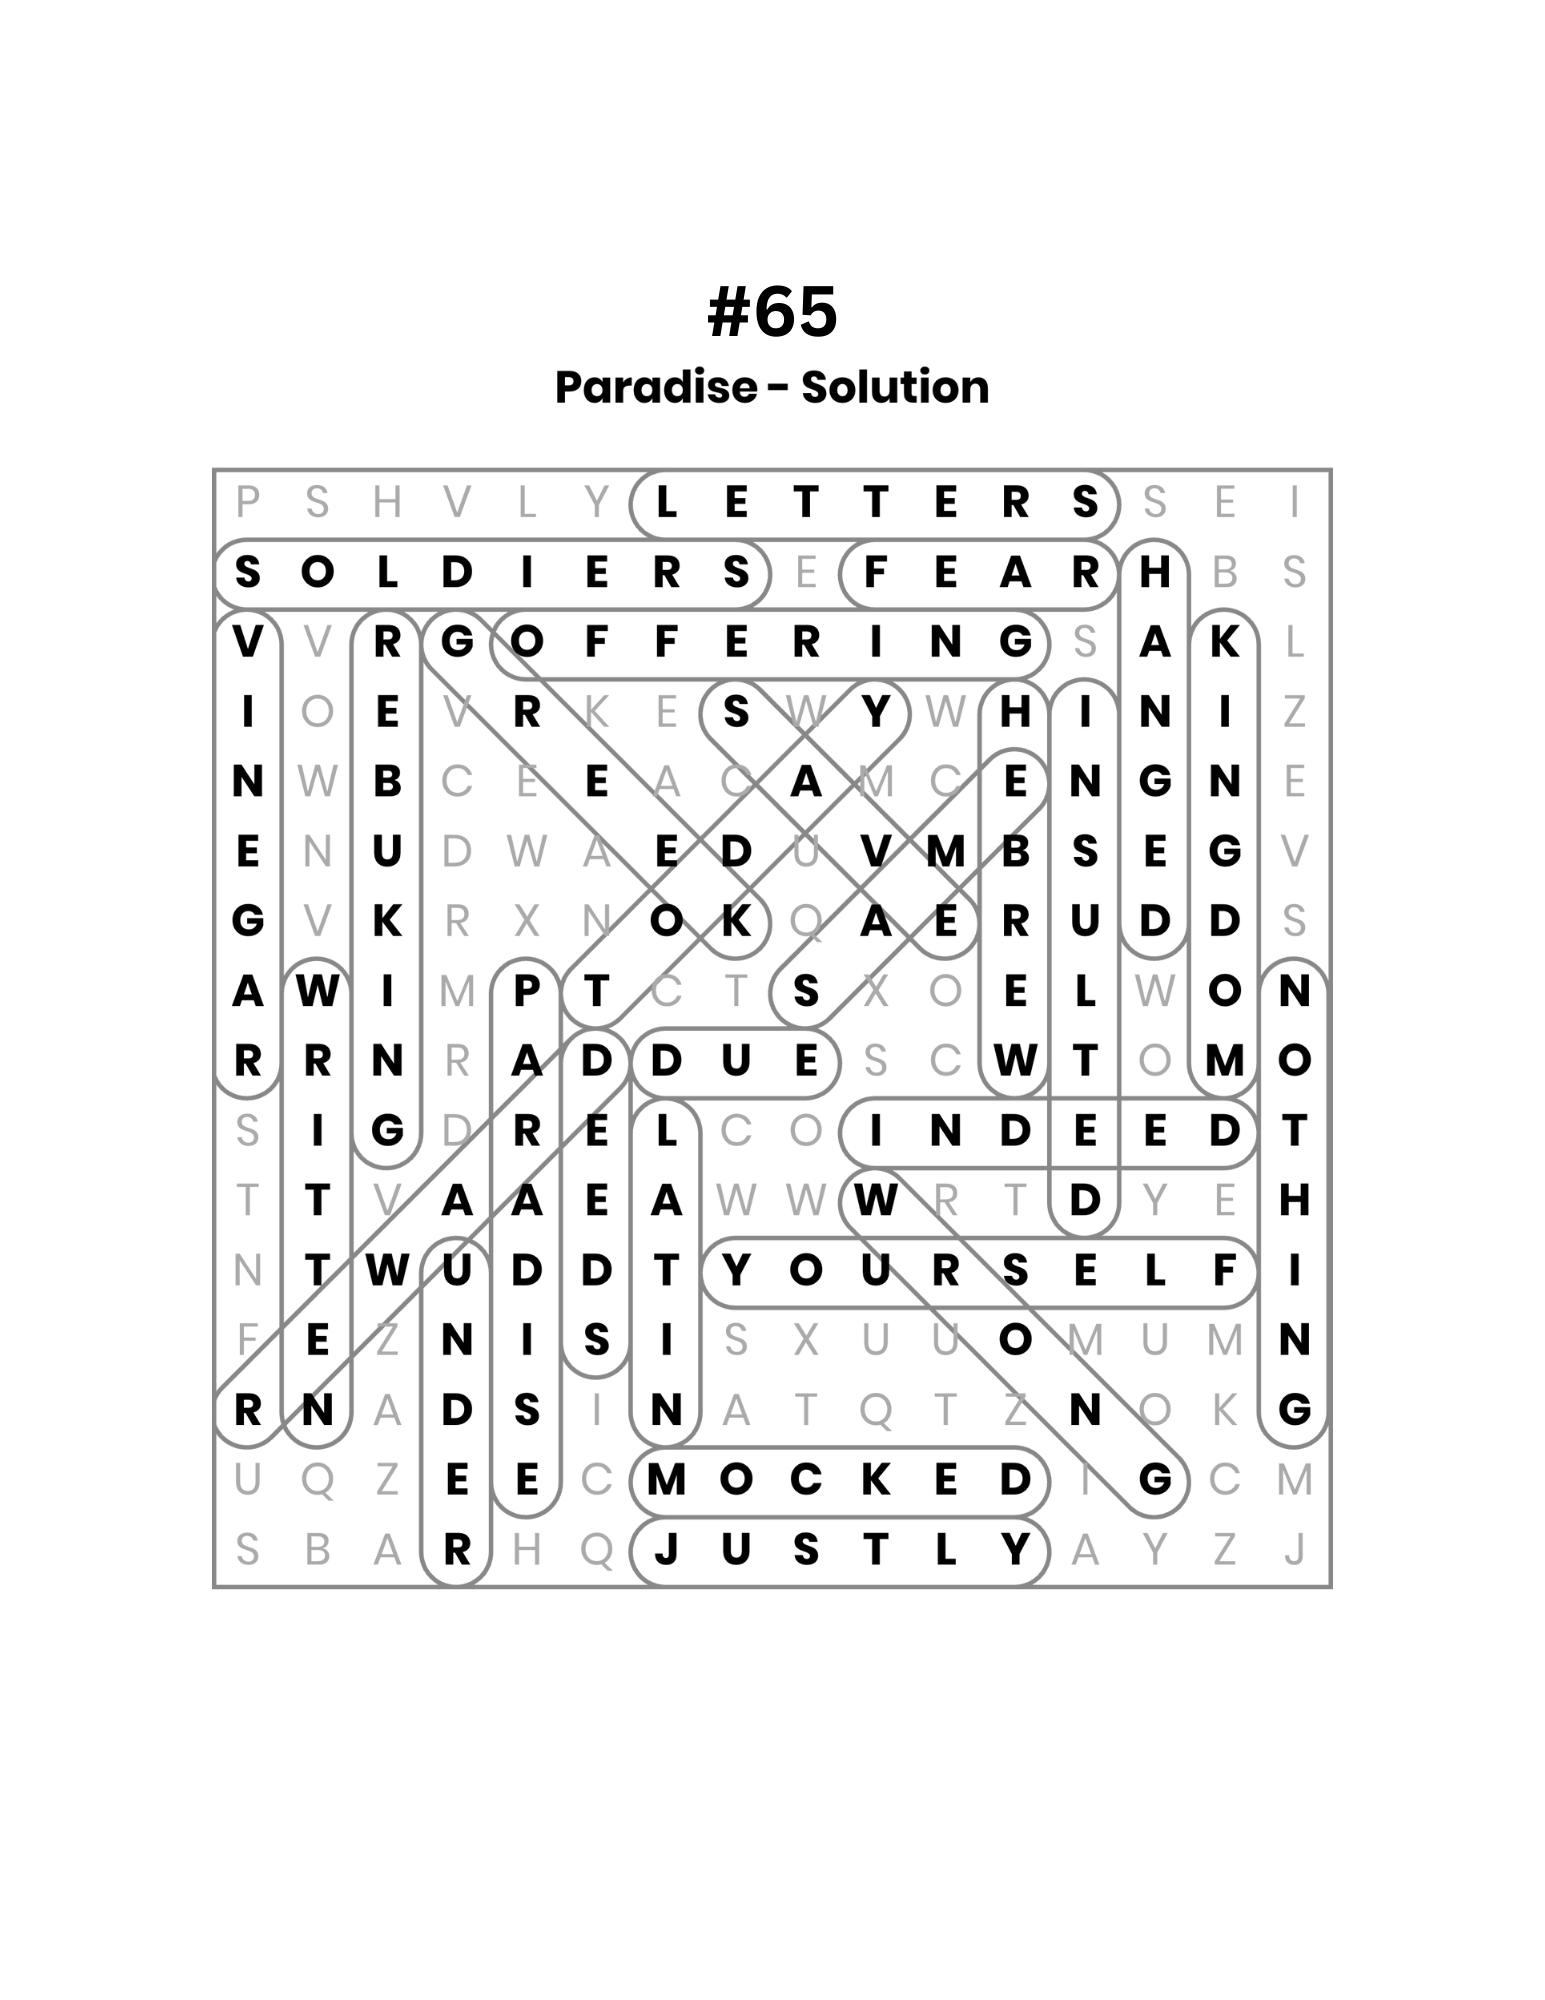 #65
Paradise - Solution
P S H V L Y L E T T E R S S E I
S O L D I E R S E F E A R H B S
V V R G O F F E R I N G S A K L
I O E V R K E S W Y W H I N I Z
N W B C E E A C A M C E N G N E
E N U D W A E D U V M B S E G V
G V K R X N O K Q A E R U D D S
A W I M P T C T S X O E L W O N
R R N R A D D U E S C W T O M O
S I G D R E L C O I N D E E D T
T T V A A E A W W W R T D Y E H
N T W U D D T Y O U R S E L F I
F E Z N I S I S X U U O M U M N
R N A D S I N A T Q T Z N O K G
U Q Z E E C M O C K E D I G C M
S B A R H Q J U S T L Y A Y Z J